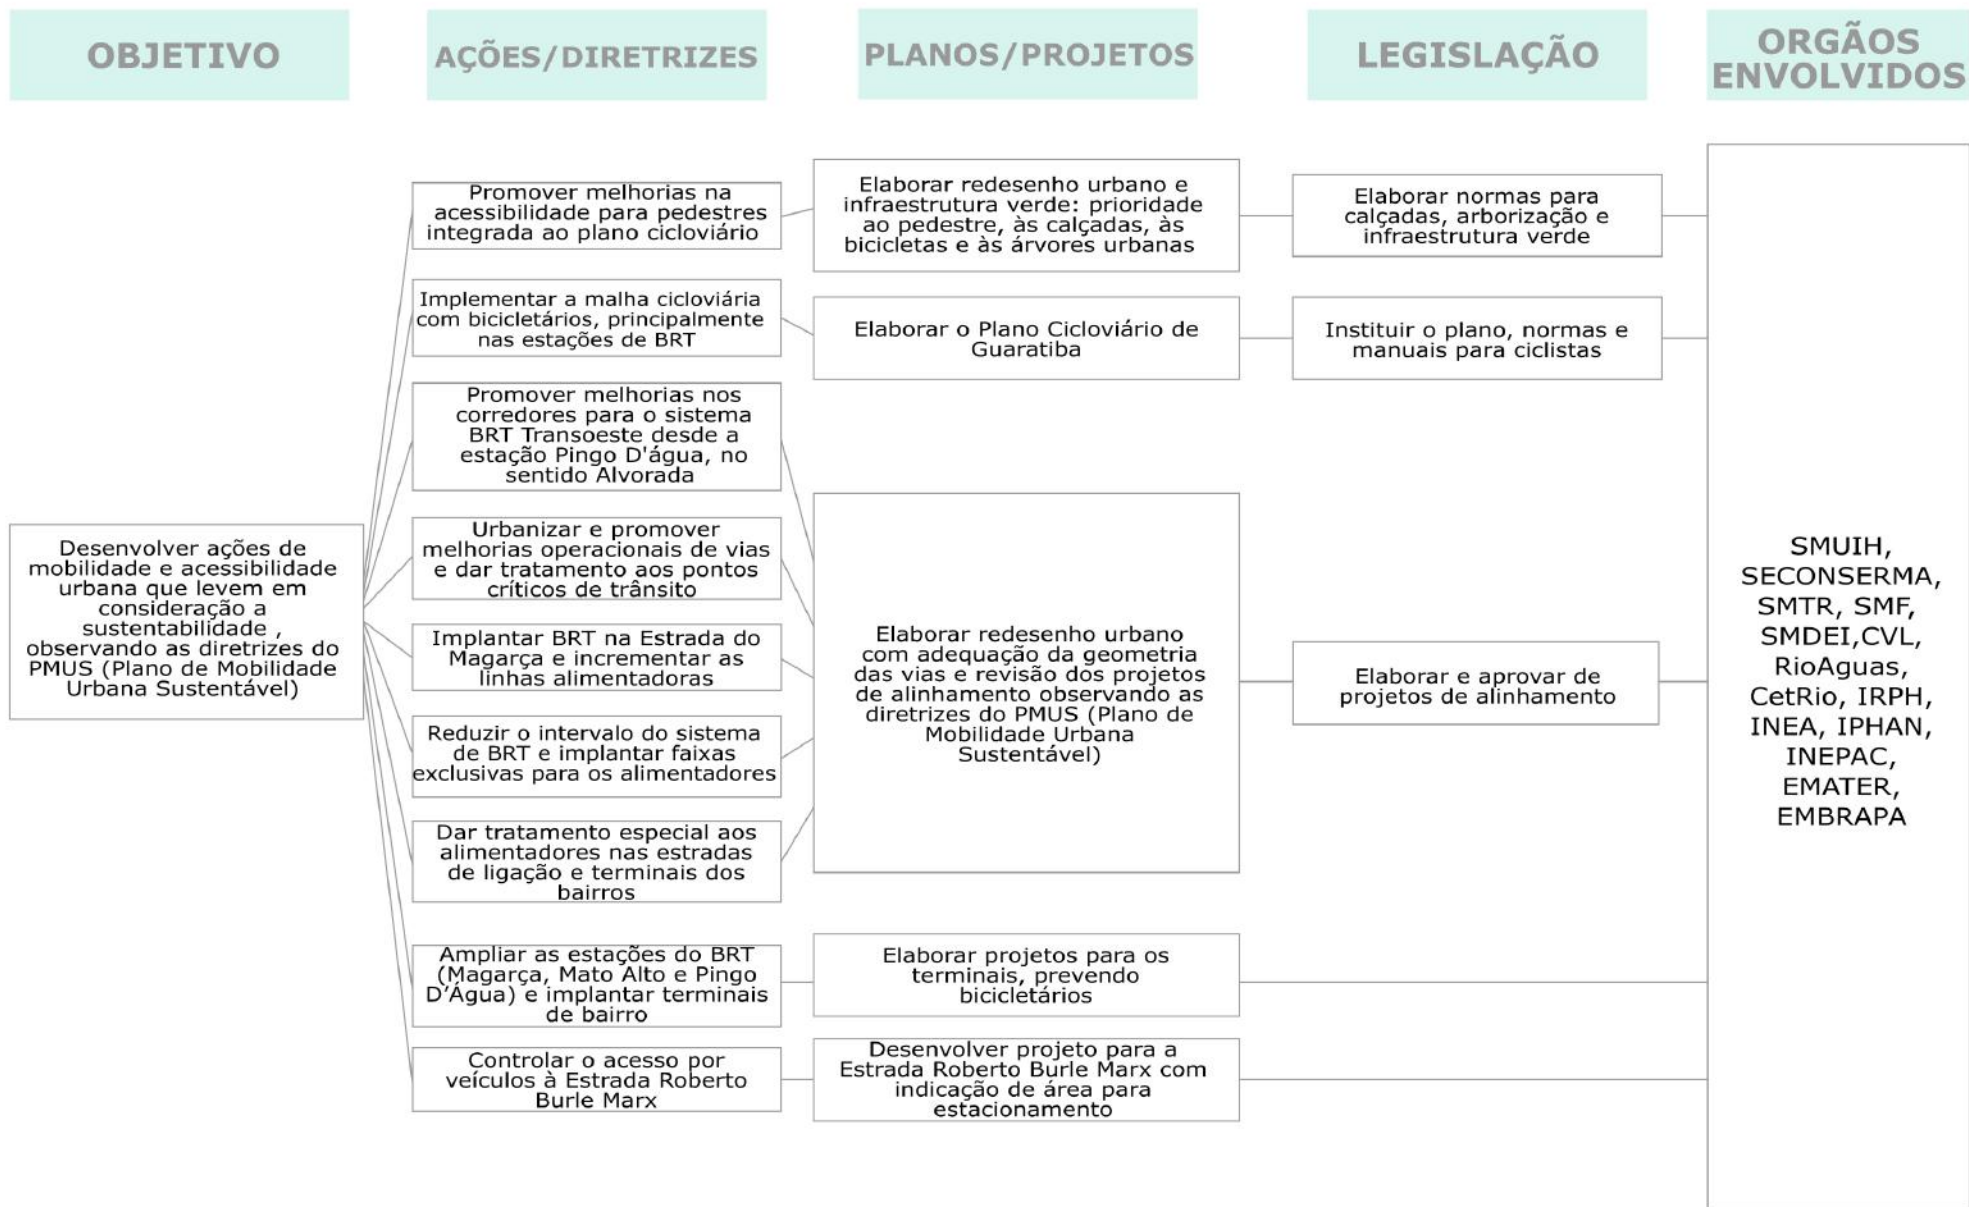 OBJETIVO
AÇÕES/DIRETRIZES
PLANOS/PROJETOS
LEGISLAÇÃO
ORGÃOS
ENVOLVIDOS
Desenvolver ações de
mobilidade e acessibilidade
urbana que levem em
consideração a
sustentabilidade ,
observando as diretrizes do
PMUS (Plano de Mobilidade
Urbana Sustentável)
Promover melhorias na
acessibilidade para pedestres
integrada ao plano cicloviário
Implementar a malha cicloviária
com bicicletários, principalmente
nas estações de BRT
Promover melhorias nos
corredores para o sistema
BRT Transoeste desde a
estação Pingo D'água, no
sentido Alvorada
Urbanizar e promover
melhorias operacionais de vias
e dar tratamento aos pontos
críticos de trânsito
Implantar BRT na Estrada do
Magarça e incrementar as
linhas alimentadoras
Reduzir o intervalo do sistema
de BRT e implantar faixas
exclusivas para os alimentadores
Dar tratamento especial aos
alimentadores nas estradas
de ligação e terminais dos
bairros
Ampliar as estações do BRT
(Magarça, Mato Alto e Pingo
D'Água) e implantar terminais
de bairro
Controlar o acesso por
veículos à Estrada Roberto
Burle Marx
Elaborar redesenho urbano e
infraestrutura verde: prioridade
ao pedestre, às calçadas, às
bicicletas e às árvores urbanas
Elaborar o Plano Cicloviário de
Guaratiba
Elaborar redesenho urbano
com adequação da geometria
das vias e revisão dos projetos
de alinhamento observando as
diretrizes do PMUS (Plano de
Mobilidade Urbana
Sustentável)
Elaborar projetos para os
terminais, prevendo
bicicletários
Desenvolver projeto para a
Estrada Roberto Burle Marx com
indicação de área para
estacionamento
Elaborar normas para
calçadas, arborização e
infraestrutura verde
Instituir o plano, normas e
manuais para ciclistas
Elaborar e aprovar de
projetos de alinhamento
SMUIH,
SECONSERMA,
SMTR, SMF,
SMDEI,CVL,
RioAguas,
CetRio, IRPH,
INEA, IPHAN,
INEPAC,
EMATER,
EMBRAPA